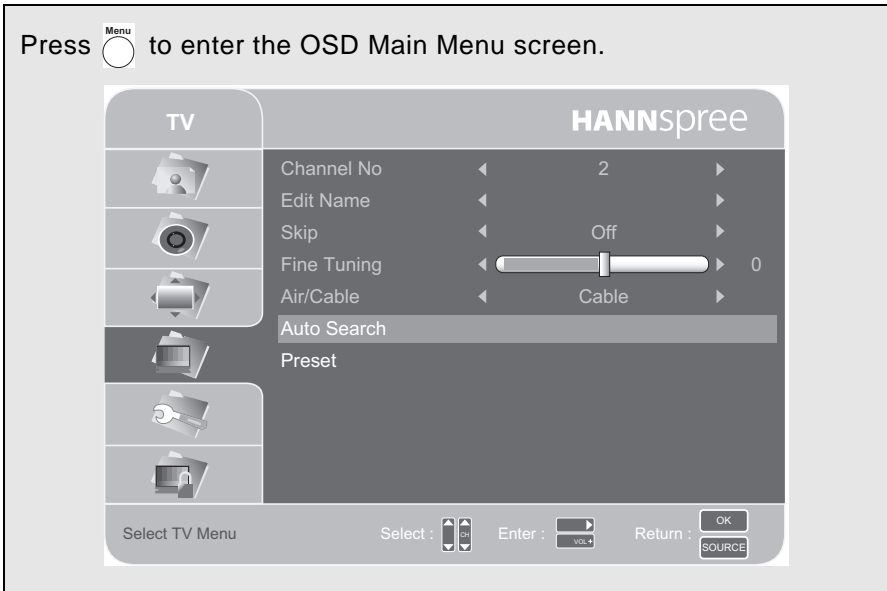 Press Menu to enter the OSD Main Menu screen.
TV
HANNspree
Channel No 2
Edit Name
Skip Off
Fine Tuning 0
Air/Cable Cable
Auto Search
Preset
Select TV Menu Select : CH Enter : VOL+ Return : OK SOURCE